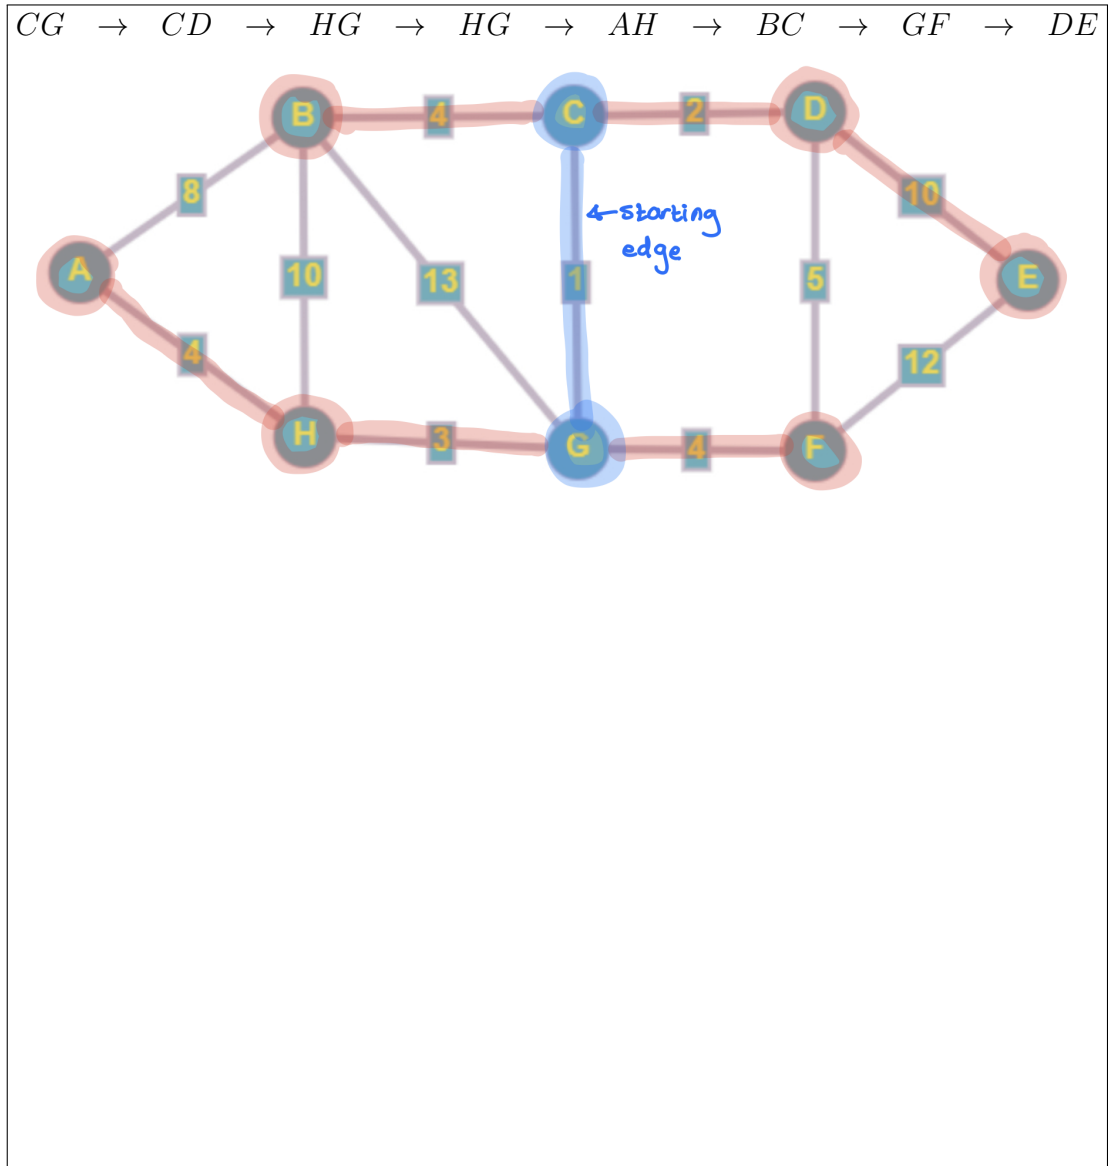 CG → CD → HG → HG → AH → BC → GF → DE
B 4 C 2 D
8 10
←starting
edge
A 10 13 1 5 E
4 12
H 3 G 4 F